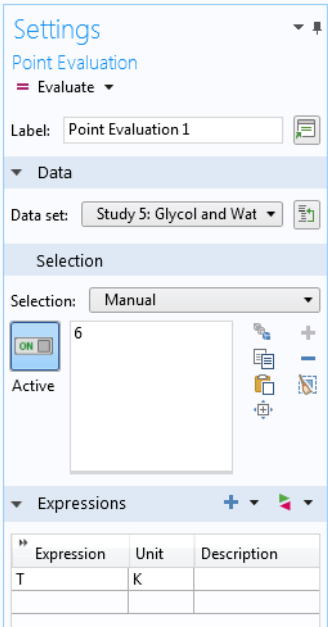 Settings
Point Evaluation
= Evaluate
Label: Point Evaluation 1
Data
Data set: Study 5: Glycol and Wat
Selection
Selection: Manual
ON
6
Active
Expressions
Expression Unit Description
T K